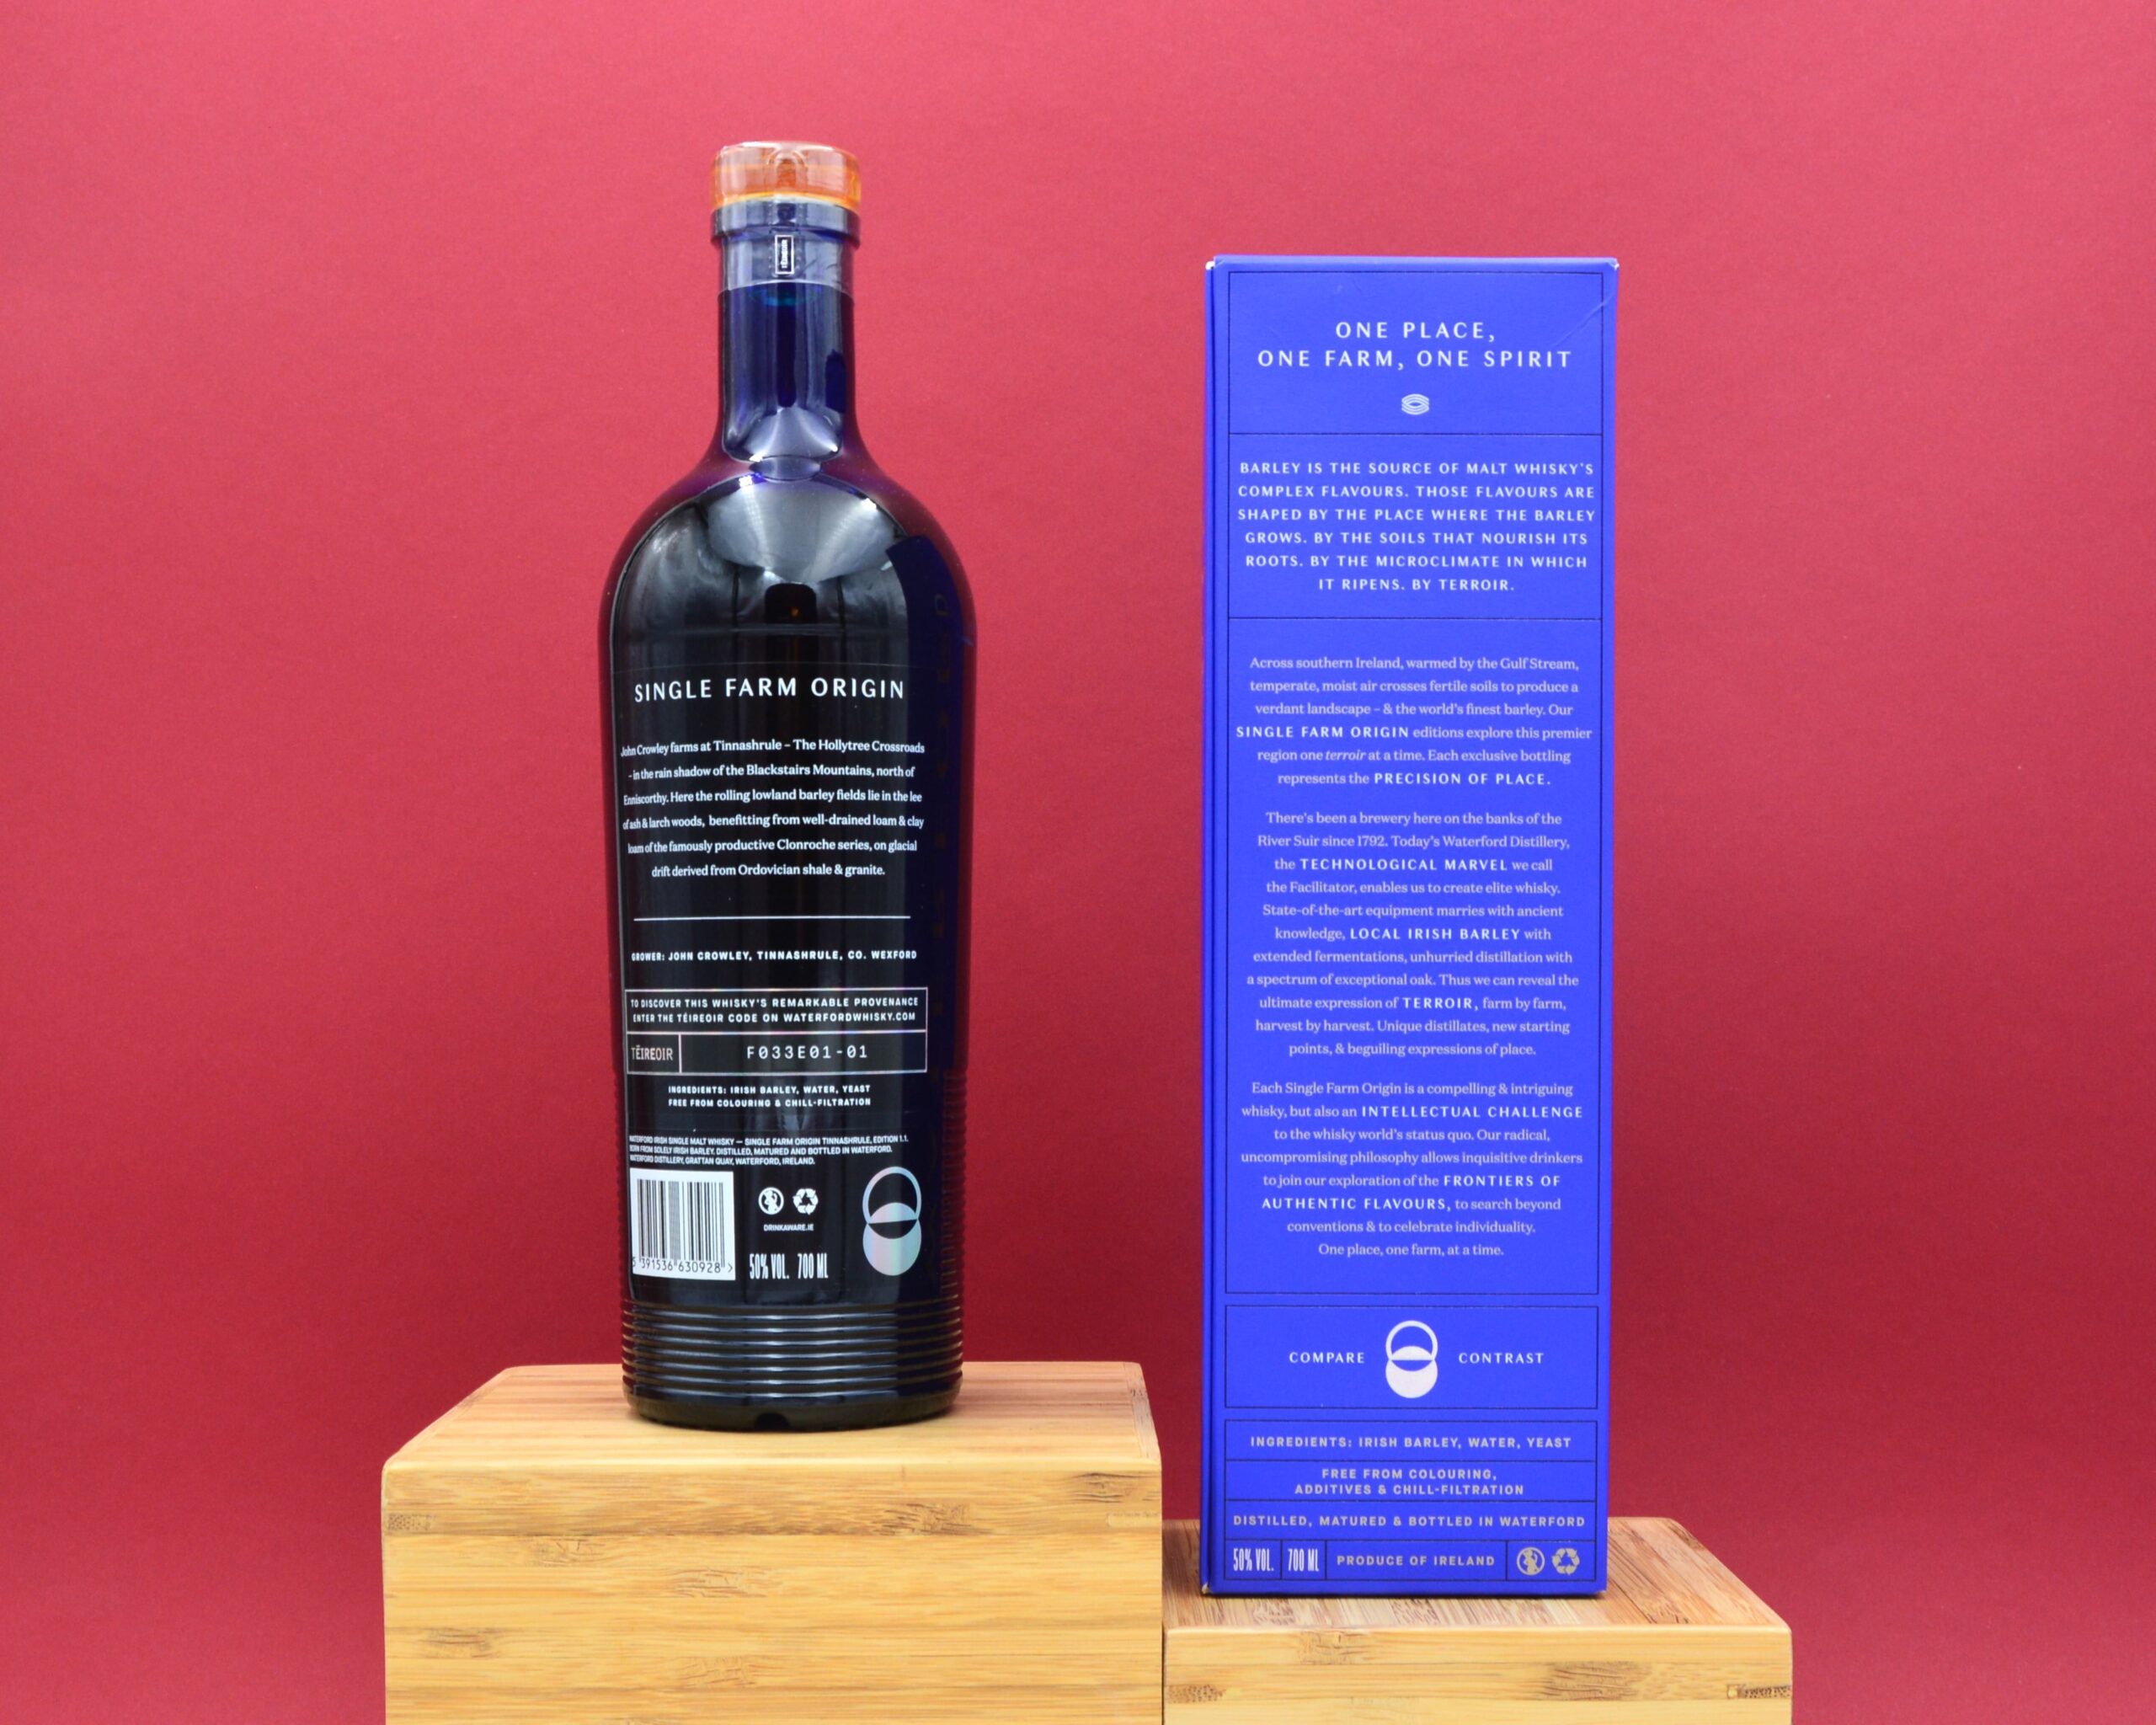 SINGLE FARM ORIGIN
John Crowley farms at Tinnashrule – The Hollytree Crossroads
– in the rain shadow of the Blackstairs Mountains, north of
Enniscorthy. Here the rolling lowland barley fields lie in the lee
of ash & larch woods, benefitting from well-drained loam & clay
loam of the famously productive Clonroche series, on glacial
drift derived from Ordovician shale & granite.
GROWER: JOHN CROWLEY, TINNASHRULE, CO. WEXFORD
TO DISCOVER THIS WHISKY'S REMARKABLE PROVENANCE
ENTER THE TÉIREOIR CODE ON WATERFORDWHISKY.COM
TÉIREOIR F033E01-01
INGREDIENTS: IRISH BARLEY, WATER, YEAST
FREE FROM COLOURING & CHILL-FILTRATION
WATERFORD IRISH SINGLE MALT WHISKY — SINGLE FARM ORIGIN TINNASHRULE, EDITION 1.1.
BORN FROM SOLELY IRISH BARLEY. DISTILLED, MATURED AND BOTTLED IN WATERFORD.
WATERFORD DISTILLERY, GRATTAN QUAY, WATERFORD, IRELAND.
DRINKAWARE.IE
5 391536 630928 >
50% VOL. 700 ML
ONE PLACE,
ONE FARM, ONE SPIRIT
BARLEY IS THE SOURCE OF MALT WHISKY'S
COMPLEX FLAVOURS. THOSE FLAVOURS ARE
SHAPED BY THE PLACE WHERE THE BARLEY
GROWS. BY THE SOILS THAT NOURISH ITS
ROOTS. BY THE MICROCLIMATE IN WHICH
IT RIPENS. BY TERROIR.
Across southern Ireland, warmed by the Gulf Stream,
temperate, moist air crosses fertile soils to produce a
verdant landscape – & the world's finest barley. Our
SINGLE FARM ORIGIN editions explore this premier
region one terroir at a time. Each exclusive bottling
represents the PRECISION OF PLACE.
There's been a brewery here on the banks of the
River Suir since 1792. Today's Waterford Distillery,
the TECHNOLOGICAL MARVEL we call
the Facilitator, enables us to create elite whisky.
State-of-the-art equipment marries with ancient
knowledge, LOCAL IRISH BARLEY with
extended fermentations, unhurried distillation with
a spectrum of exceptional oak. Thus we can reveal the
ultimate expression of TERROIR, farm by farm,
harvest by harvest. Unique distillates, new starting
points, & beguiling expressions of place.
Each Single Farm Origin is a compelling & intriguing
whisky, but also an INTELLECTUAL CHALLENGE
to the whisky world's status quo. Our radical,
uncompromising philosophy allows inquisitive drinkers
to join our exploration of the FRONTIERS OF
AUTHENTIC FLAVOURS, to search beyond
conventions & to celebrate individuality.
One place, one farm, at a time.
COMPARE CONTRAST
INGREDIENTS: IRISH BARLEY, WATER, YEAST
FREE FROM COLOURING,
ADDITIVES & CHILL-FILTRATION
DISTILLED, MATURED & BOTTLED IN WATERFORD
50% VOL. 700 ML PRODUCE OF IRELAND